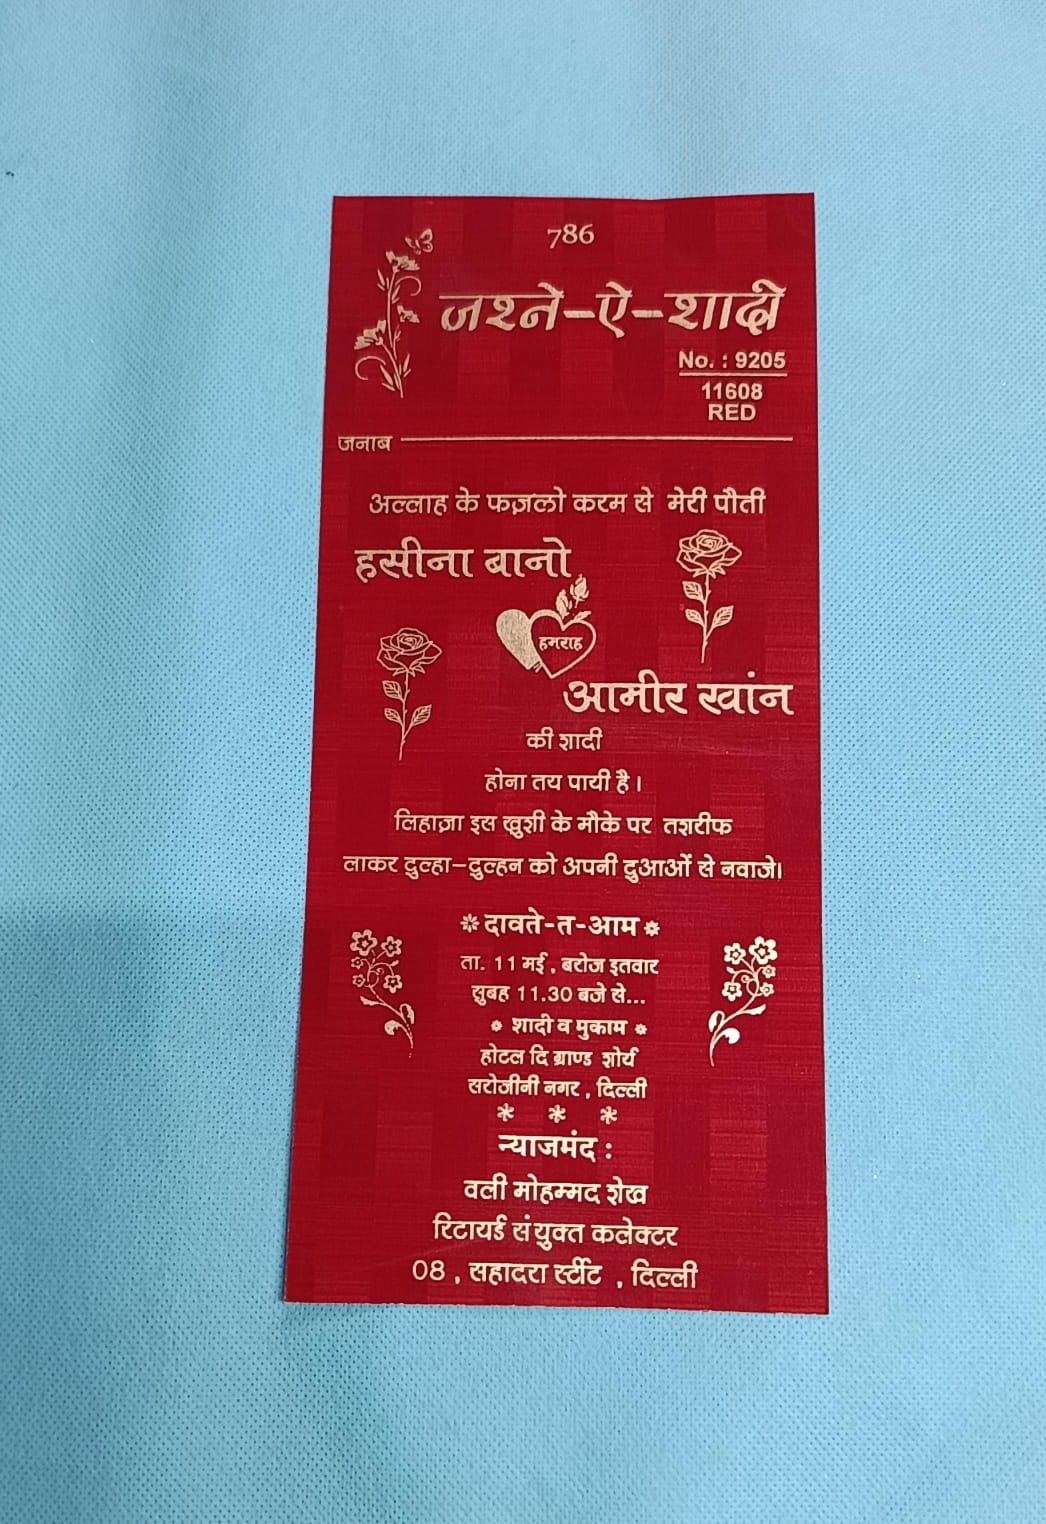 786
जश्ने-ऐ-शादी
No. : 9205
11608
RED
जनाब
अल्लाह के फज़लो करम से मेरी पौती
हसीना बानो
हमराह
आमीर खांन
की शादी
होना तय पायी है।
लिहाज़ा इस खुशी के मौके पर तशरीफ
लाकर दुल्हा-दुल्हन को अपनी दुआओं से नवाजे।
दावते-त-आम
ता. 11 मई, बरोज इतवार
सुबह 11.30 बजे से...
शादी व मुकाम
होटल दि ग्राण्ड शोर्य
सरोजीनी नगर, दिल्ली
* * *
न्याजमंद :
वली मोहम्मद शेख
रिटायर्ड संयुक्त कलेक्टर
08, सहादरा स्ट्रीट, दिल्ली